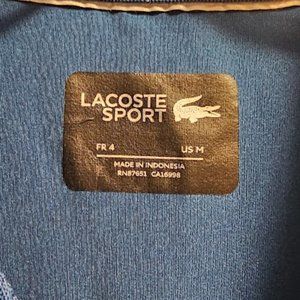 LACOSTE
SPORT
FR 4 US M
MADE IN INDONESIA
RN87651 CA16998